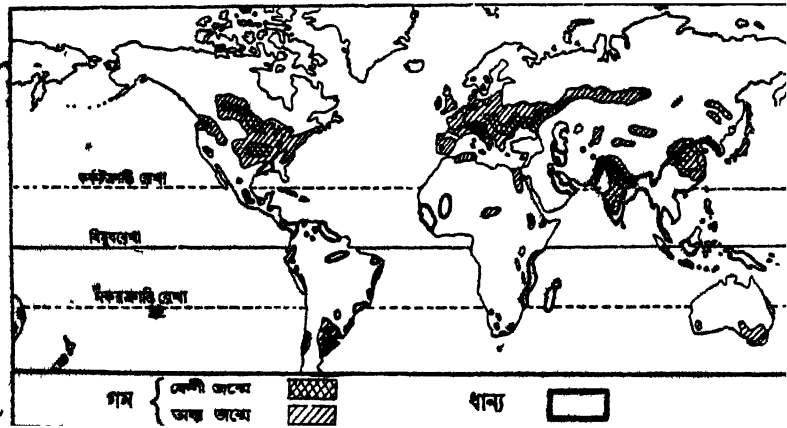 কর্কটক্রান্তি রেখা
বিষুবরেখা
মকরক্রান্তি রেখা
গম { বেশী জন্মে
অল্প জন্মে
ধান্য